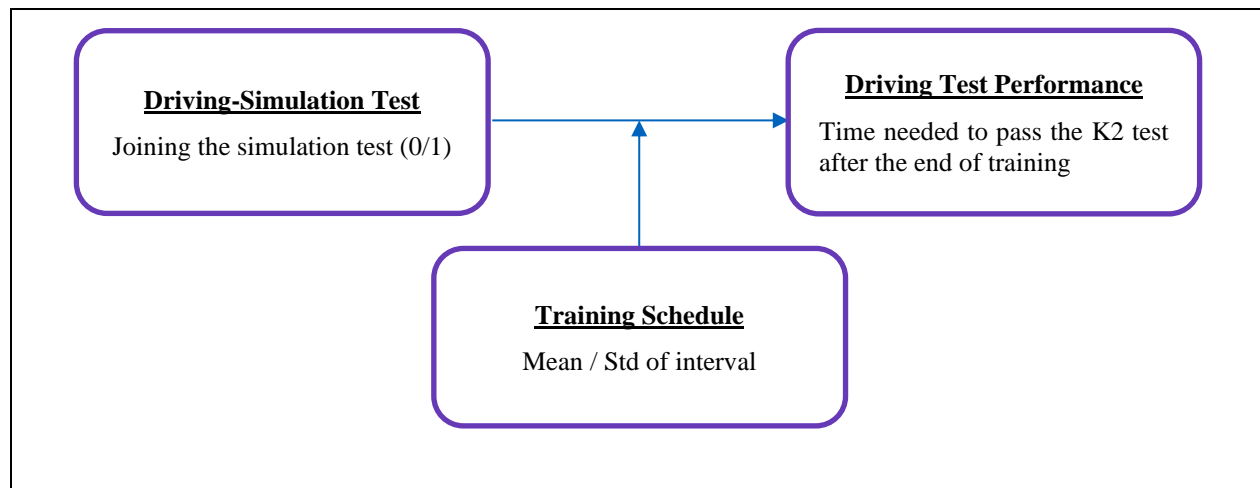 Driving-Simulation Test
Joining the simulation test (0/1)
Driving Test Performance
Time needed to pass the K2 test
after the end of training
Training Schedule
Mean / Std of interval